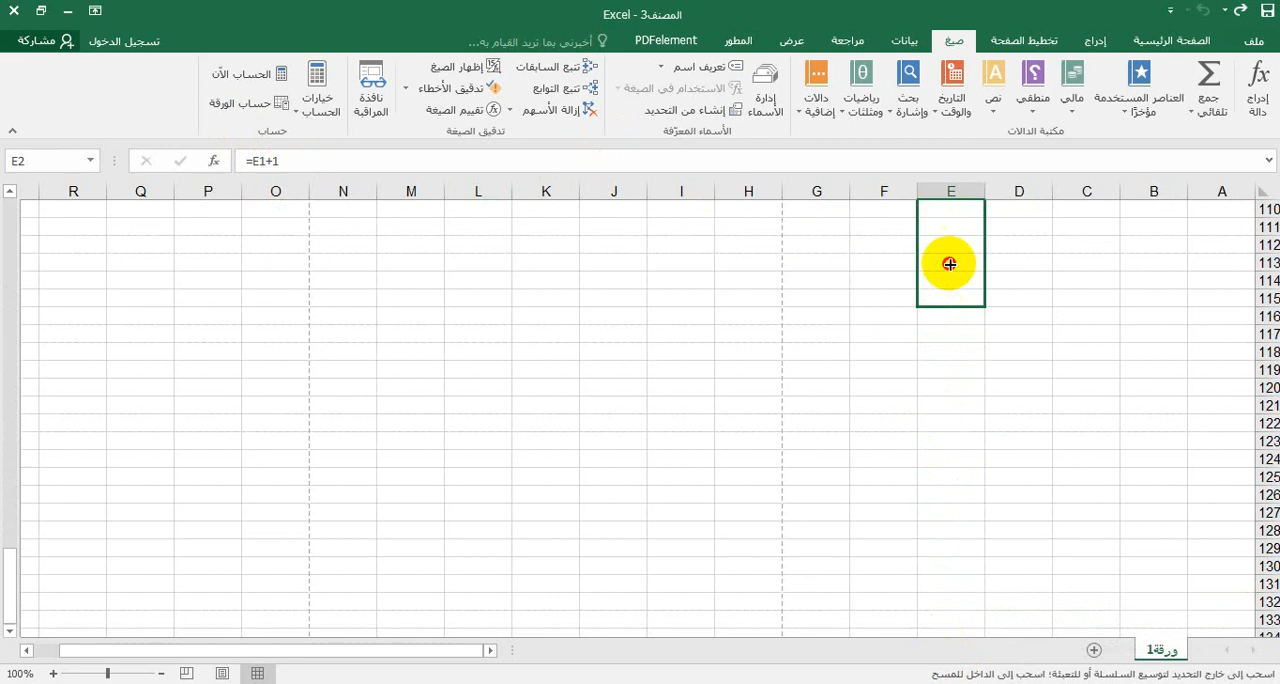 المصنف3 - Excel
ملف
الصفحة الرئيسية
إدراج
تخطيط الصفحة
صيغ
بيانات
مراجعة
عرض
المطور
PDFelement
أخبرني بما تريد القيام به...
تسجيل الدخول
مشاركة
إدراج
دالة
جمع
تلقائي
العناصر المستخدمة
مؤخرًا
مالي
منطقي
نص
التاريخ
والوقت
بحث
وإشارة
رياضيات
ومثلثات
دالات
إضافية
مكتبة الدالات
إدارة
الأسماء
تعريف اسم
الاستخدام في الصيغة
إنشاء من التحديد
الأسماء المعرّفة
تتبع السابقات
تتبع التوابع
إزالة الأسهم
إظهار الصيغ
تدقيق الأخطاء
تقييم الصيغة
تدقيق الصيغة
نافذة
المراقبة
خيارات
الحساب
الحساب الآن
حساب الورقة
حساب
E2
fx
=E1+1
R Q P O N M L K J I H G F E D C B A
110
111
112
113
114
115
116
117
118
119
120
121
122
123
124
125
126
127
128
129
130
131
132
133
ورقة1
اسحب إلى خارج التحديد لتوسيع السلسلة أو للتعبئة؛ اسحب إلى الداخل للمسح
100%